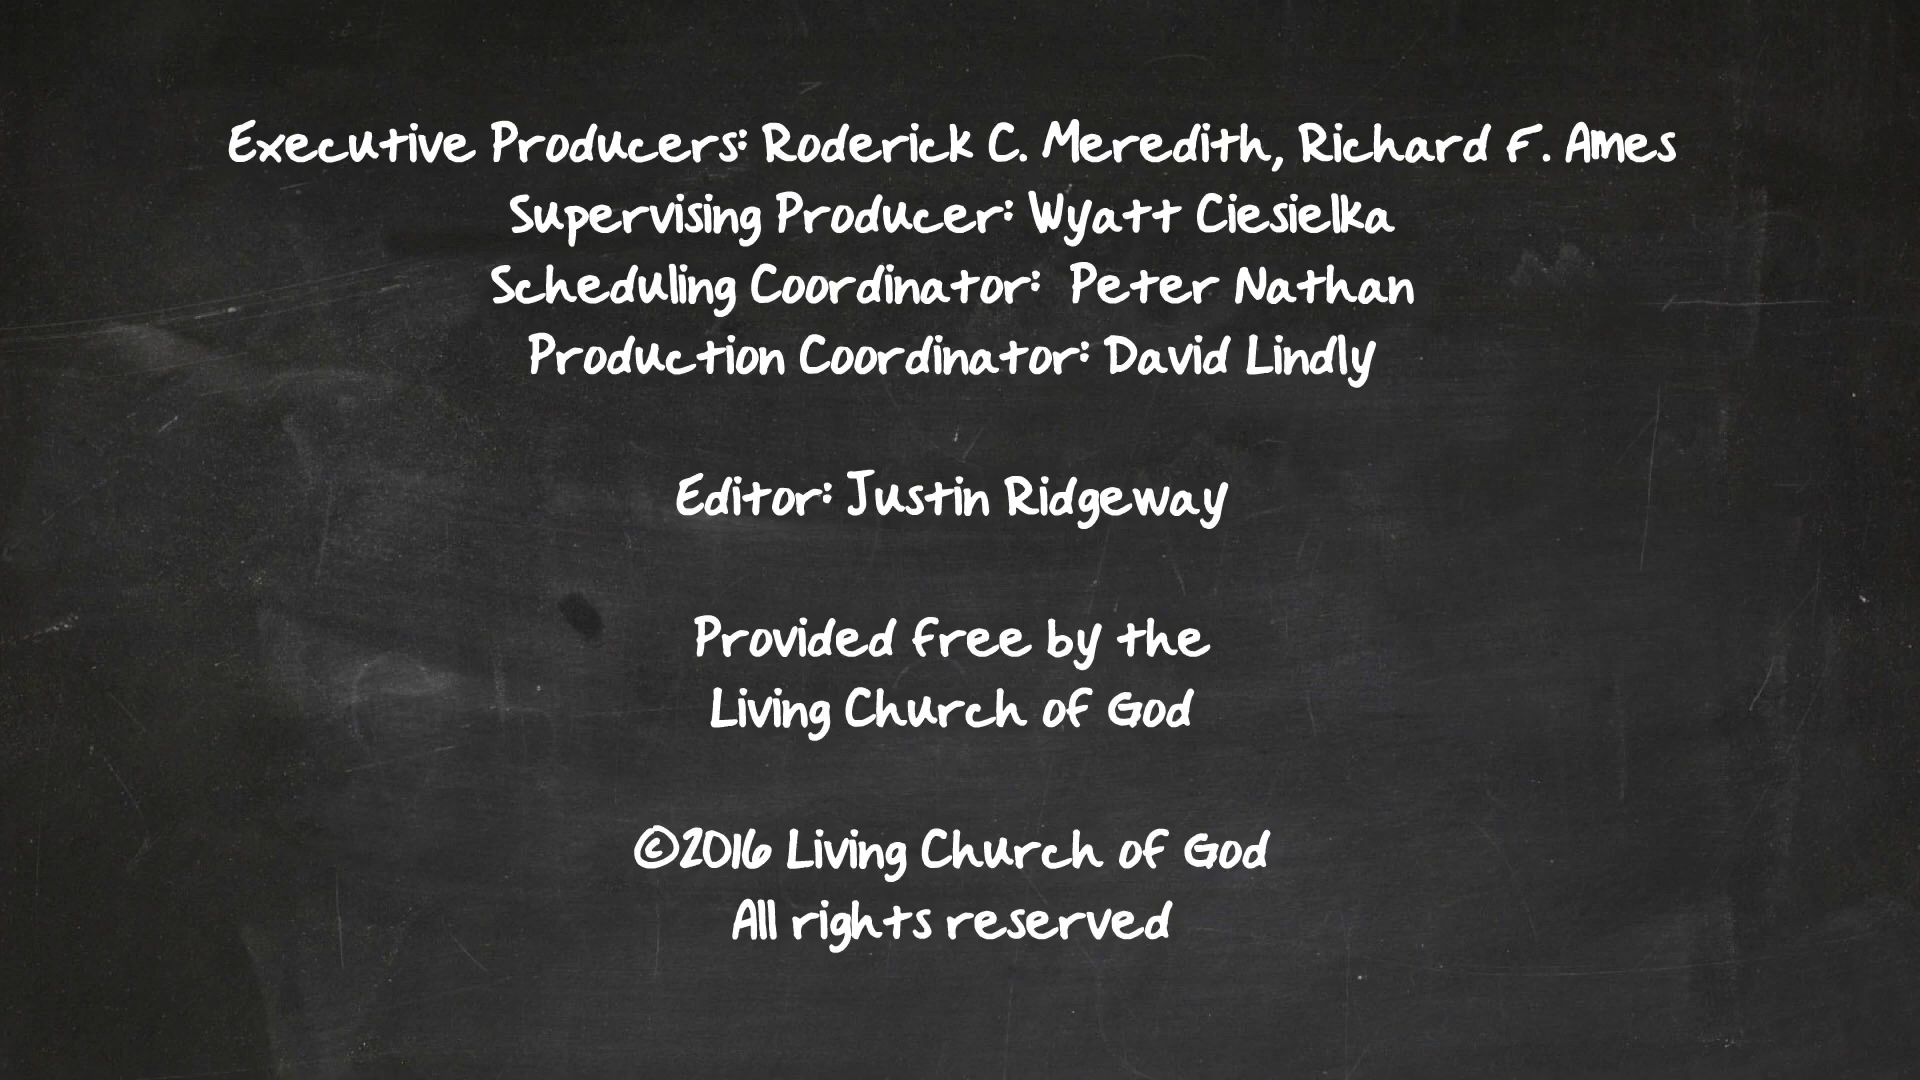 Executive Producers: Roderick C. Meredith, Richard F. Ames
Supervising Producer: Wyatt Ciesielka
Scheduling Coordinator:  Peter Nathan
Production Coordinator: David Lindly
Editor: Justin Ridgeway
Provided free by the
Living Church of God
©2016 Living Church of God
All rights reserved